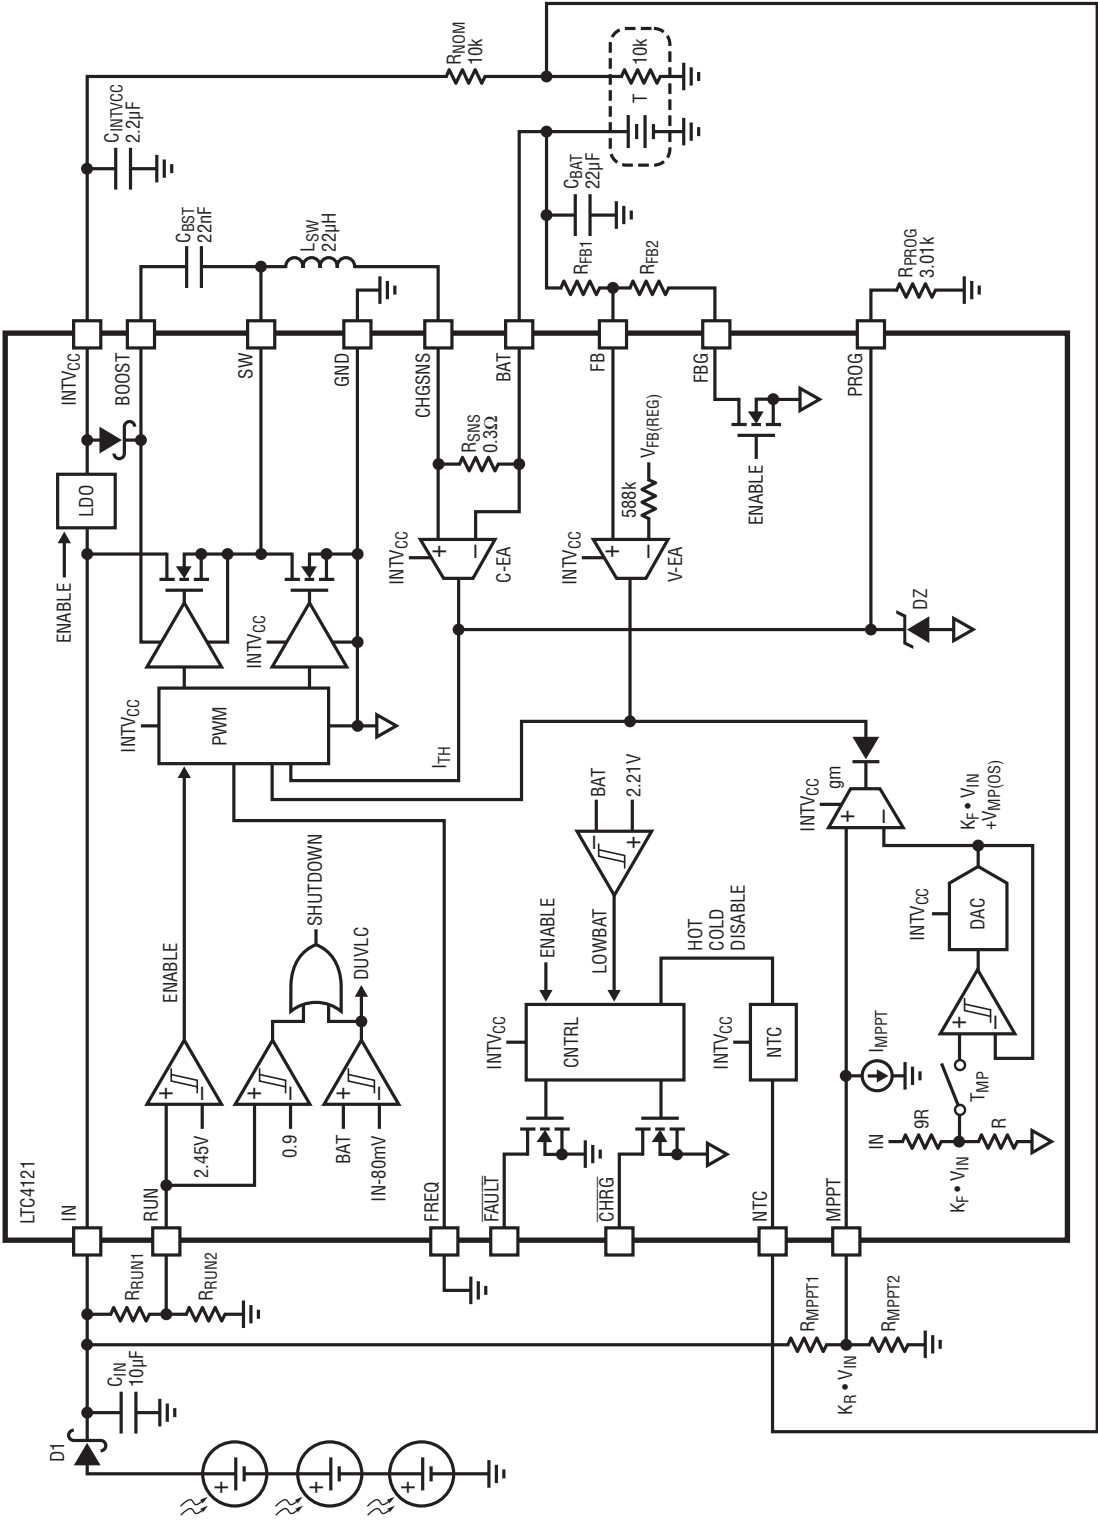 D1
CIN
10µF
RRUN1
RRUN2
RMPPT1
RMPPT2
KR • VIN
LTC4121
IN
RUN
FREQ
FAULT
CHRG
NTC
MPPT
2.45V
0.9
BAT
IN-80mV
ENABLE
SHUTDOWN
DUVLC
INTVCC
CNTRL
ENABLE
LOWBAT
BAT
2.21V
HOT
COLD
DISABLE
INTVCC
NTC
IMPPT
IN
9R
R
KF • VIN
TMP
INTVCC
DAC
KF • VIN
+VMP(OS)
INTVCC
gm
INTVCC
PWM
INTVCC
ITH
ENABLE
LDO
INTVCC
C-EA
INTVCC
V-EA
588k
VFB(REG)
RSNS
0.3Ω
ENABLE
DZ
INTVCC
BOOST
SW
GND
CHGSNS
BAT
FB
FBG
PROG
CINTVCC
2.2µF
CBST
22nF
LSW
22µH
RNOM
10k
10k
T
CBAT
22µF
RFB1
RFB2
RPROG
3.01k